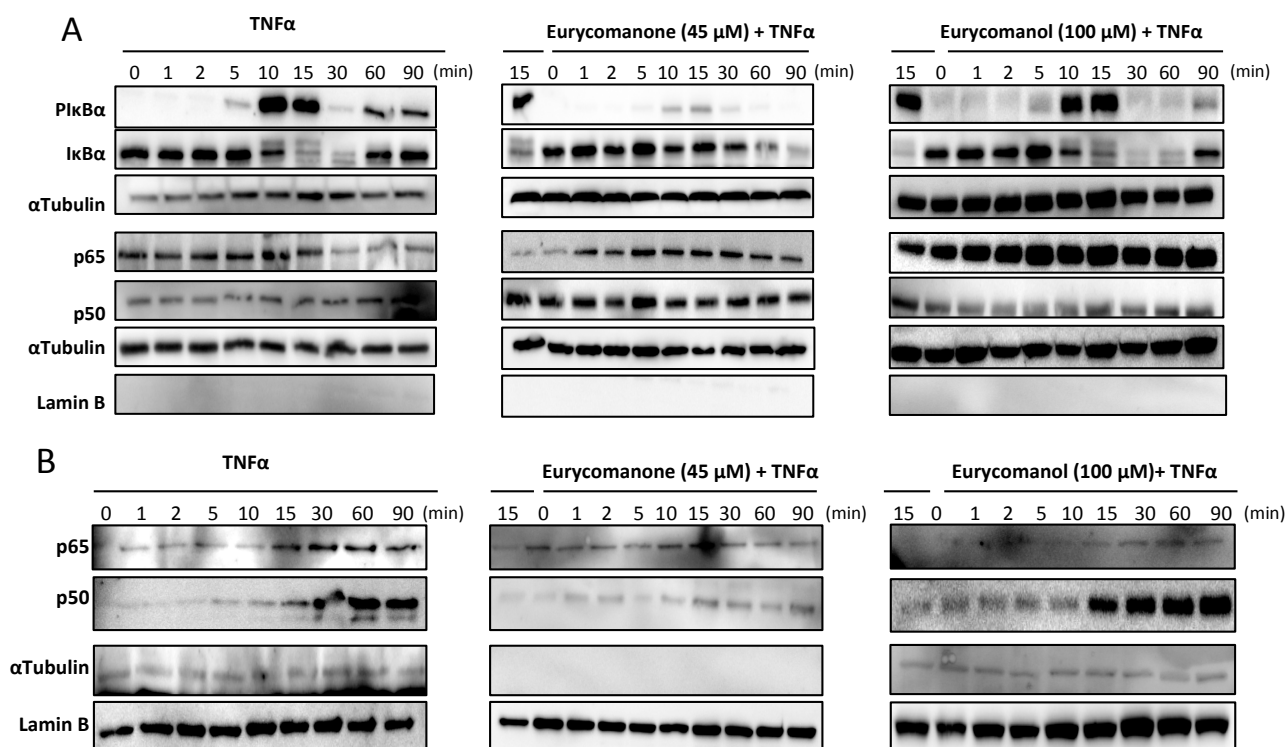 A
TNFα
Eurycomanone (45 µM) + TNFα
Eurycomanol (100 µM) + TNFα
0 1 2 5 10 15 30 60 90 (min)
15 0 1 2 5 10 15 30 60 90 (min)
15 0 1 2 5 10 15 30 60 90 (min)
PIκBα
IκBα
αTubulin
p65
p50
αTubulin
Lamin B
B
TNFα
Eurycomanone (45 µM) + TNFα
Eurycomanol (100 µM)+ TNFα
0 1 2 5 10 15 30 60 90 (min)
15 0 1 2 5 10 15 30 60 90 (min)
15 0 1 2 5 10 15 30 60 90 (min)
p65
p50
αTubulin
Lamin B